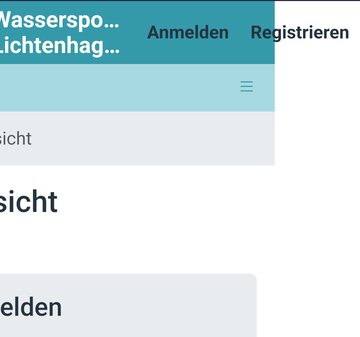 Wasserspo…
Lichtenhag…
Anmelden Registrieren
sicht
sicht
elden